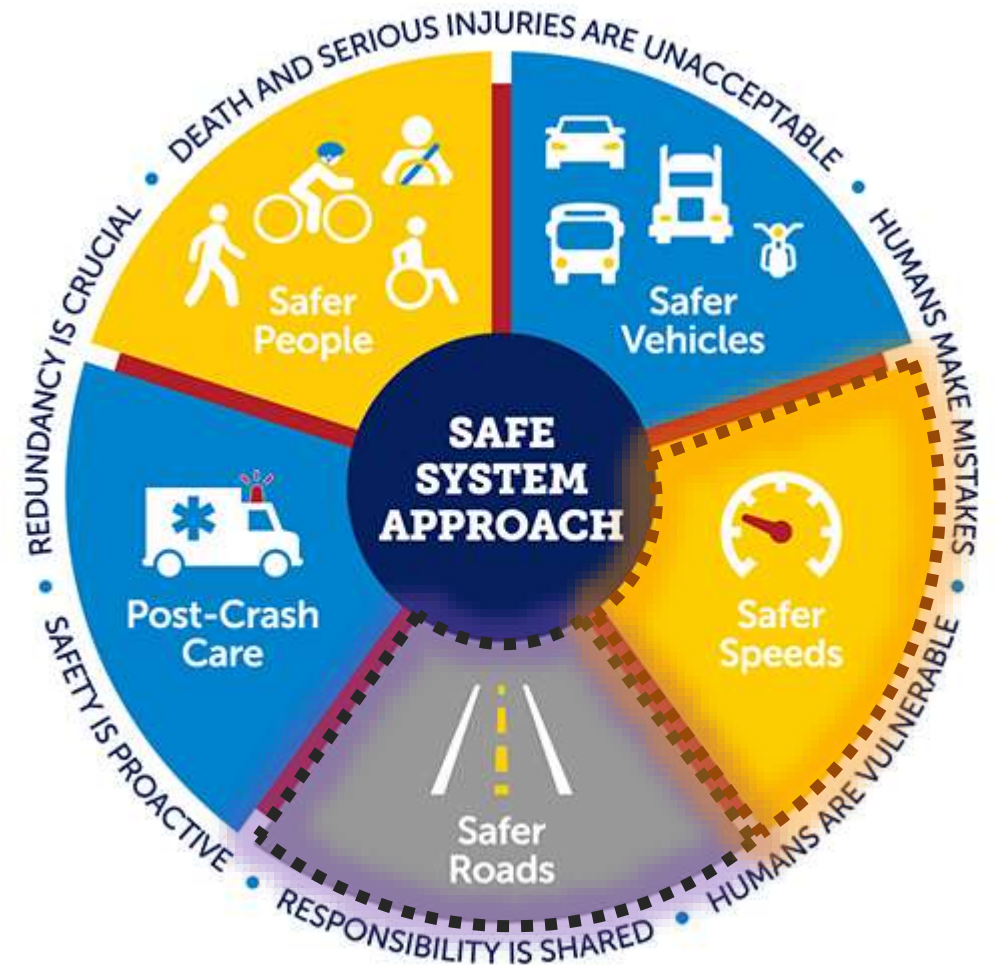 DEATH AND SERIOUS INJURIES ARE UNACCEPTABLE
HUMANS MAKE MISTAKES
HUMANS ARE VULNERABLE
RESPONSIBILITY IS SHARED
SAFETY IS PROACTIVE
REDUNDANCY IS CRUCIAL
Safer
People
Safer
Vehicles
SAFE
SYSTEM
APPROACH
Post-Crash
Care
Safer
Speeds
Safer
Roads